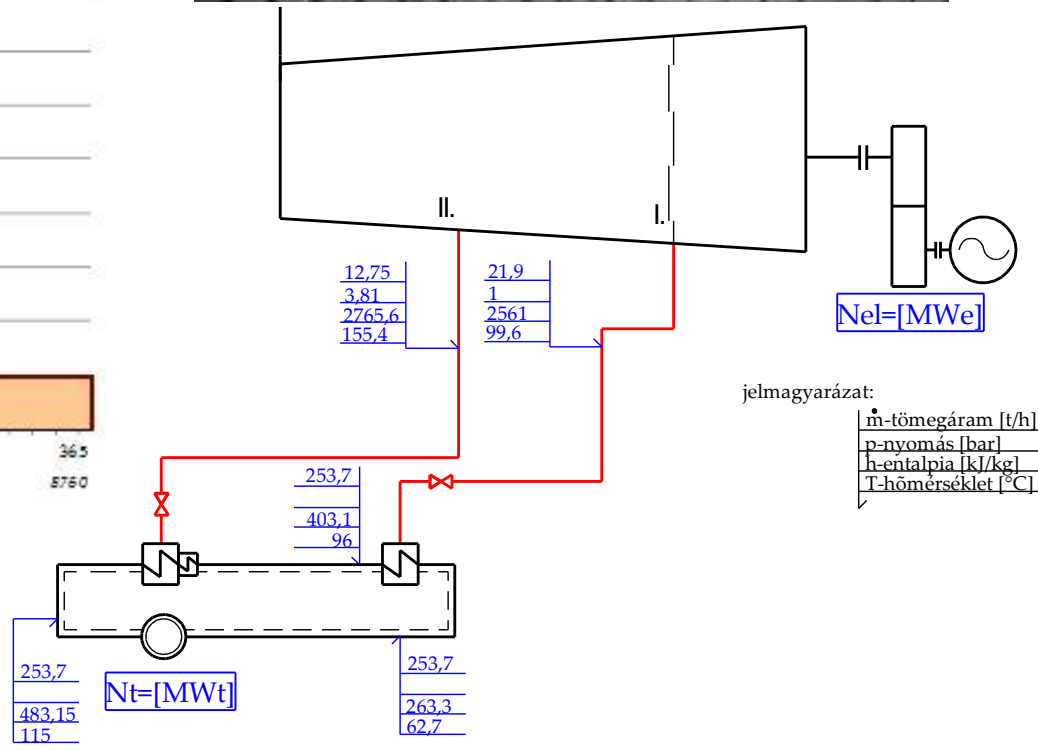 II.
I.
12,75
3,81
2765,6
155,4
21,9
1
2561
99,6
Nel=[MWe]
jelmagyarázat:
ṁ-tömegáram [t/h]
p-nyomás [bar]
h-entalpia [kJ/kg]
T-hõmérséklet [°C]
365
8760
253,7
403,1
96
253,7
483,15
115
Nt=[MWt]
253,7
263,3
62,7